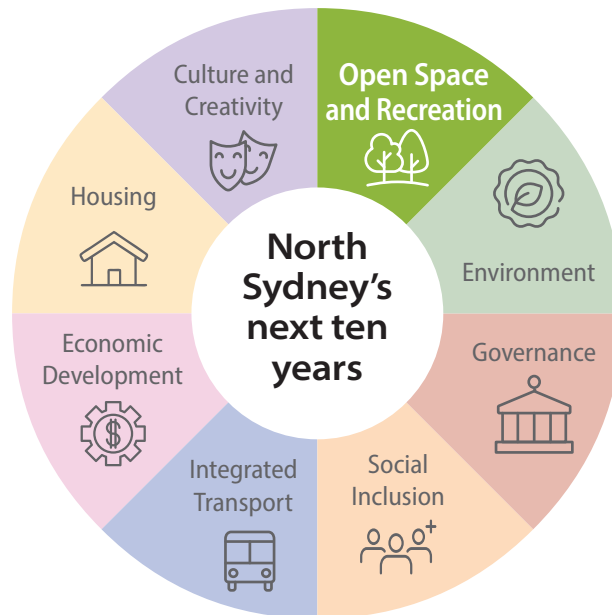 Culture and
Creativity
Open Space
and Recreation
Housing
Environment
North
Sydney's
next ten
years
Economic
Development
Governance
$
Integrated
Transport
Social
Inclusion